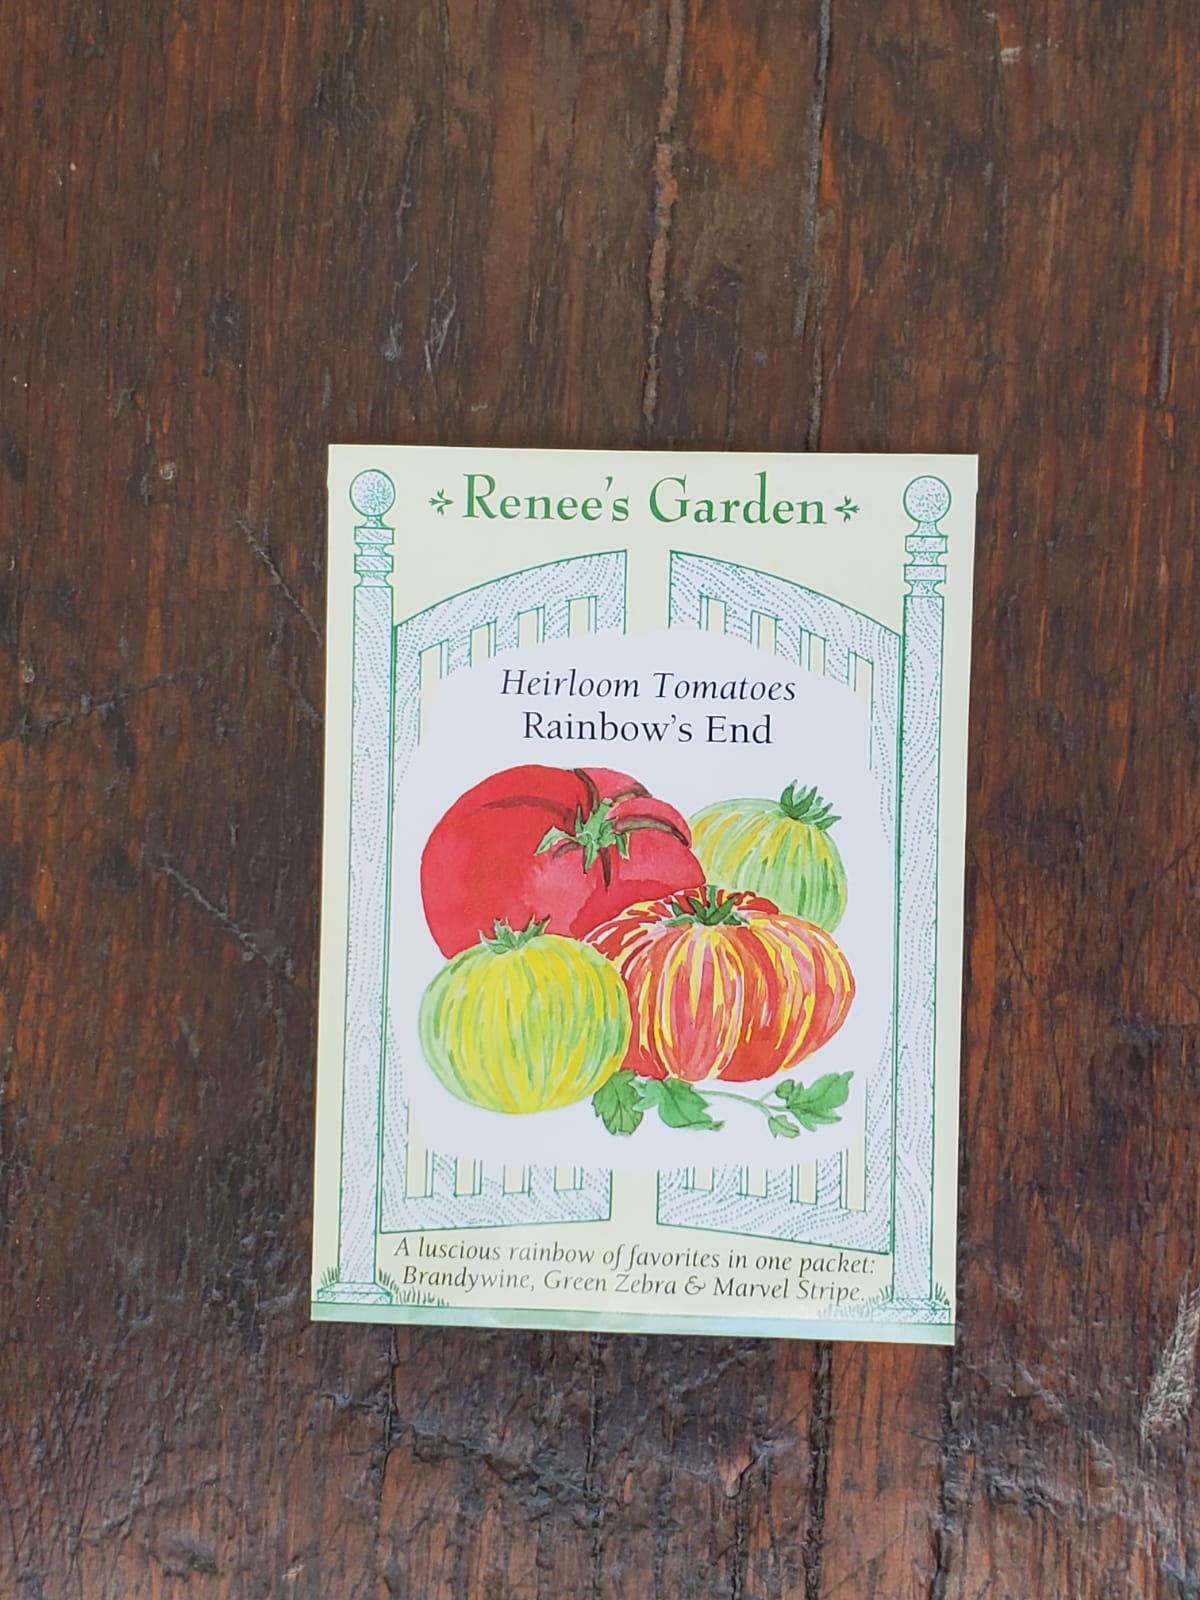 Renee's Garden
Heirloom Tomatoes
Rainbow's End
A luscious rainbow of favorites in one packet:
Brandywine, Green Zebra & Marvel Stripe.